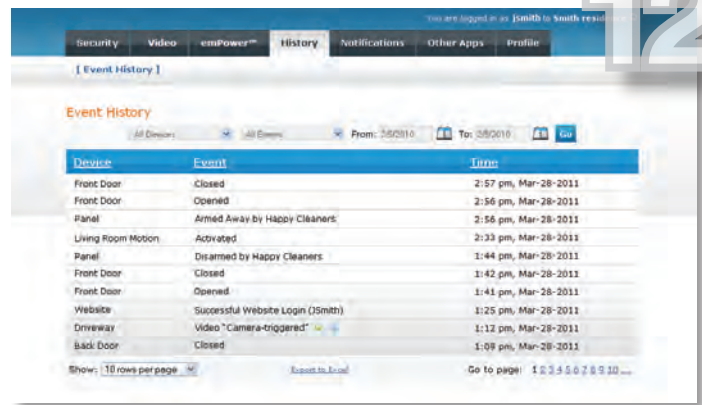 You are logged in as jsmith to Smith residence
12
Security Video emPower™ History Notifications Other Apps Profile
[ Event History ]
Event History
All Devices All Events From: 2/5/2010 To: 2/5/2010 Go
Device Event Time
Front Door Closed 2:57 pm, Mar-28-2011
Front Door Opened 2:56 pm, Mar-28-2011
Panel Armed Away by Happy Cleaners 2:56 pm, Mar-28-2011
Living Room Motion Activated 2:33 pm, Mar-28-2011
Panel Disarmed by Happy Cleaners 1:44 pm, Mar-28-2011
Front Door Closed 1:42 pm, Mar-28-2011
Front Door Opened 1:41 pm, Mar-28-2011
Website Successful Website Login (JSmith) 1:25 pm, Mar-28-2011
Driveway Video "Camera-triggered" 1:12 pm, Mar-28-2011
Back Door Closed 1:09 pm, Mar-28-2011
Show: 10 rows per page Export to Excel Go to page: 1 2 3 4 5 6 7 8 9 10 ...